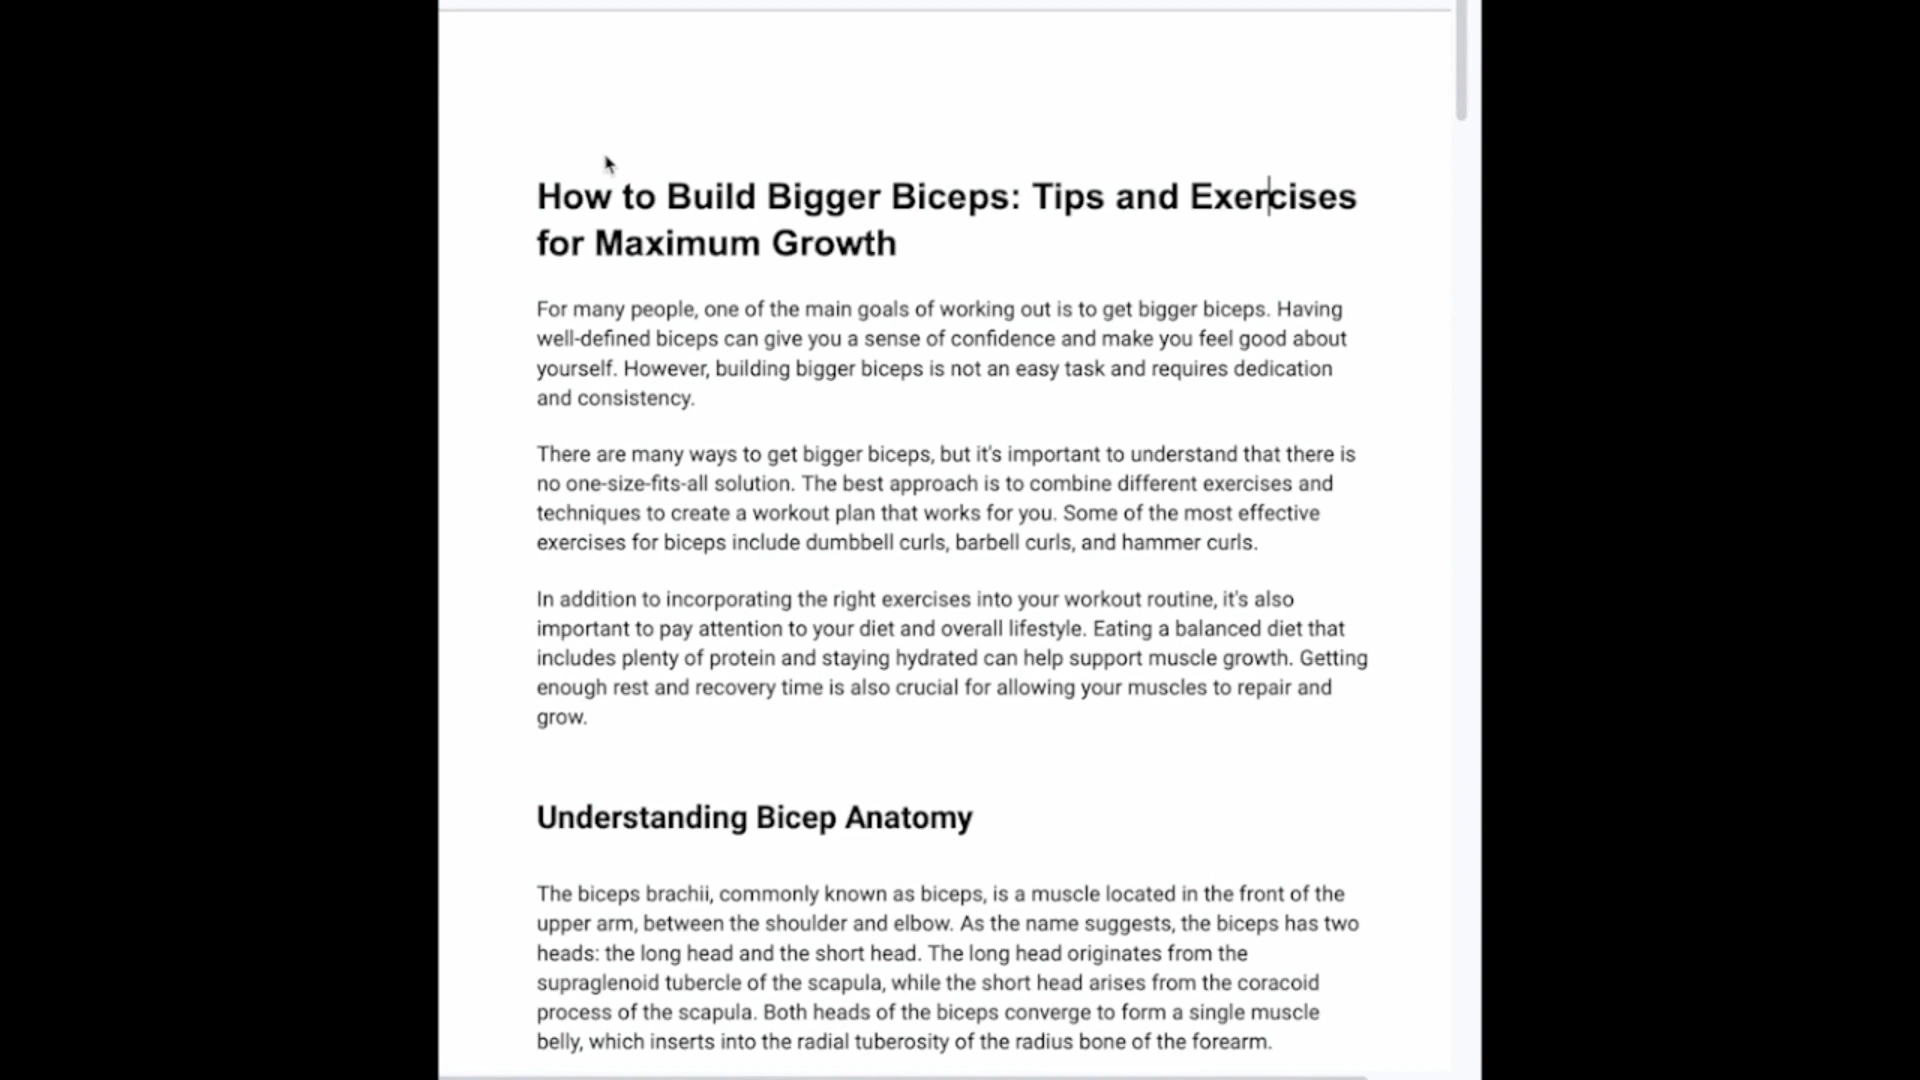 How to Build Bigger Biceps: Tips and Exercises
for Maximum Growth
For many people, one of the main goals of working out is to get bigger biceps. Having
well-defined biceps can give you a sense of confidence and make you feel good about
yourself. However, building bigger biceps is not an easy task and requires dedication
and consistency.
There are many ways to get bigger biceps, but it's important to understand that there is
no one-size-fits-all solution. The best approach is to combine different exercises and
techniques to create a workout plan that works for you. Some of the most effective
exercises for biceps include dumbbell curls, barbell curls, and hammer curls.
In addition to incorporating the right exercises into your workout routine, it's also
important to pay attention to your diet and overall lifestyle. Eating a balanced diet that
includes plenty of protein and staying hydrated can help support muscle growth. Getting
enough rest and recovery time is also crucial for allowing your muscles to repair and
grow.
Understanding Bicep Anatomy
The biceps brachii, commonly known as biceps, is a muscle located in the front of the
upper arm, between the shoulder and elbow. As the name suggests, the biceps has two
heads: the long head and the short head. The long head originates from the
supraglenoid tubercle of the scapula, while the short head arises from the coracoid
process of the scapula. Both heads of the biceps converge to form a single muscle
belly, which inserts into the radial tuberosity of the radius bone of the forearm.